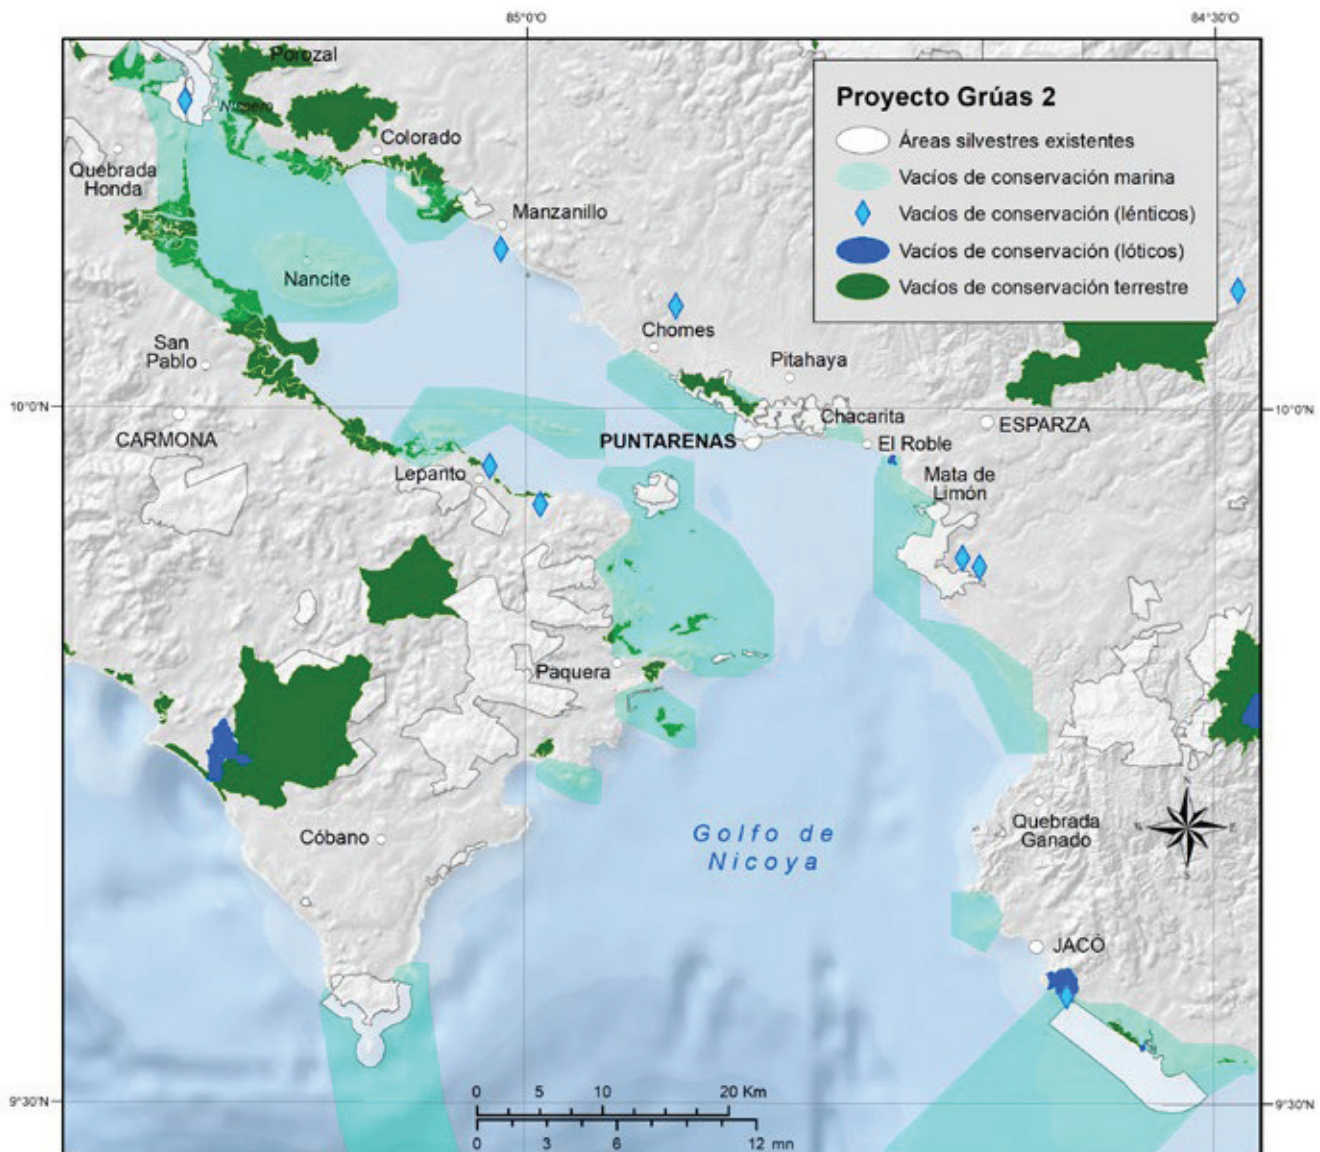 85°0'O
84°30'O
Porozal
Níspero
Colorado
Quebrada
Honda
Manzanillo
Nancite
Chomes
San
Pablo
Pitahaya
10°0'N
10°0'N
CARMONA
Chacarita
ESPARZA
PUNTARENAS
El Roble
Lepanto
Mata de
Limón
Paquera
Golfo de
Nicoya
Cóbano
Quebrada
Ganado
JACÓ
Proyecto Grúas 2
Áreas silvestres existentes
Vacíos de conservación marina
Vacíos de conservación (lénticos)
Vacíos de conservación (lóticos)
Vacíos de conservación terrestre
N
E
S
0 5 10 20 Km
0 3 6 12 mn
9°30'N
9°30'N